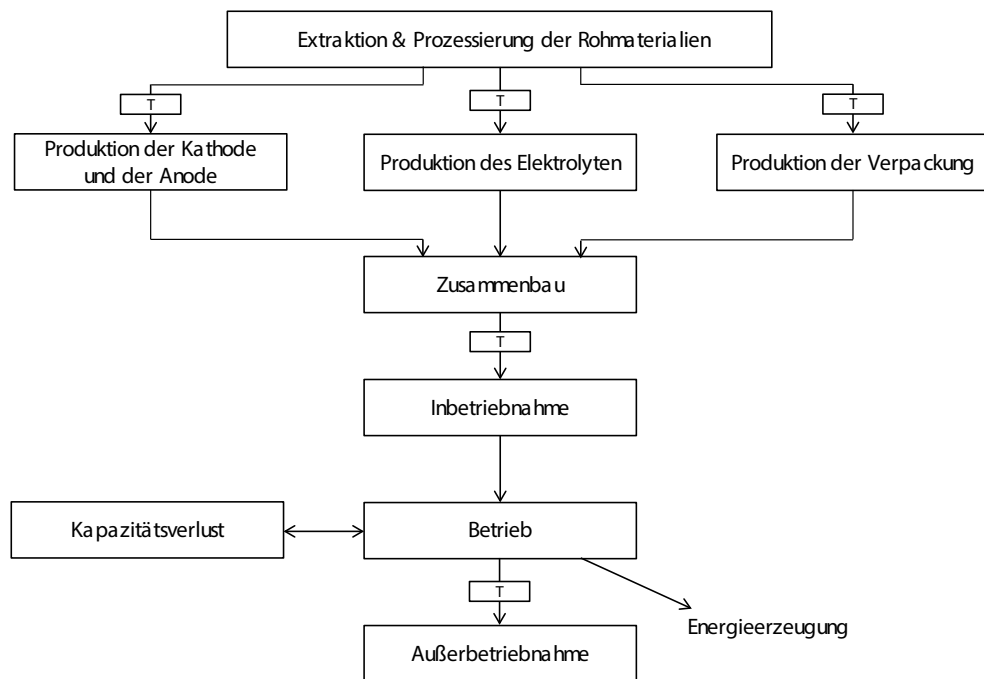 Extraktion & Prozessierung der Rohmaterialien
T
T
T
Produktion der Kathode
und der Anode
Produktion des Elektrolyten
Produktion der Verpackung
Zusammenbau
T
Inbetriebnahme
Kapazitätsverlust
Betrieb
T
Energieerzeugung
Außerbetriebnahme